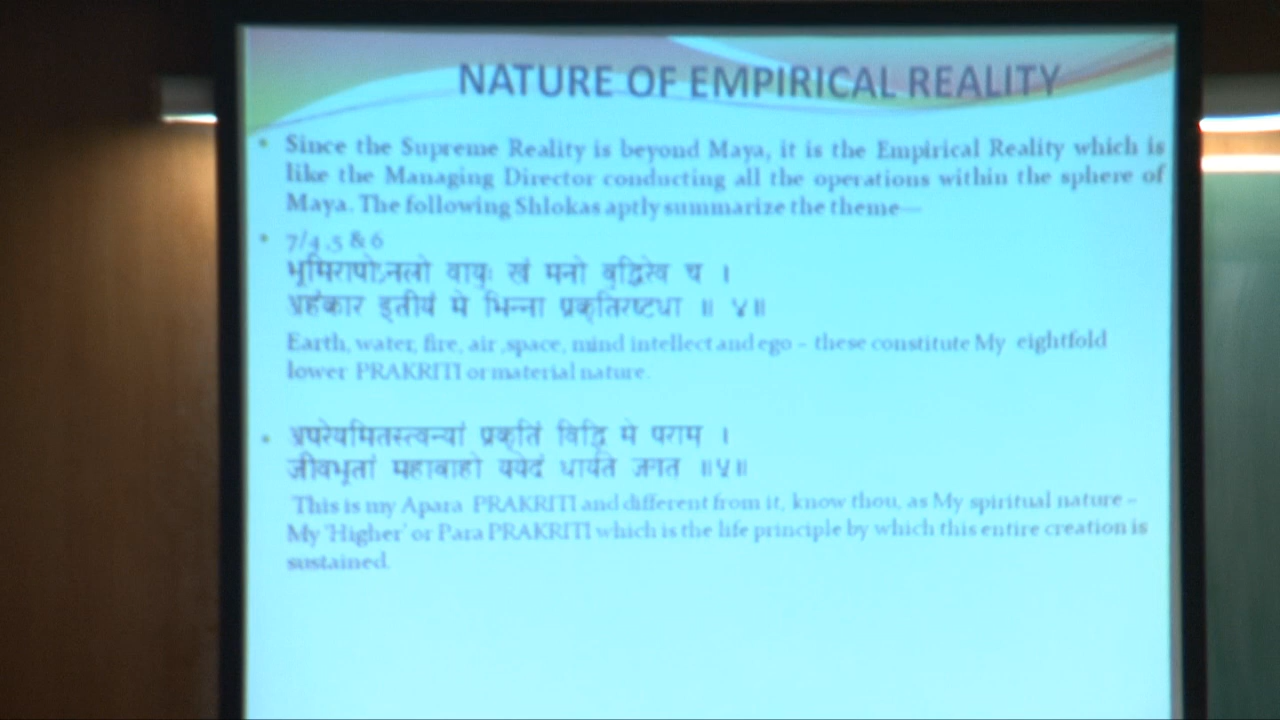 NATURE OF EMPIRICAL REALITY
• Since the Supreme Reality is beyond Maya, it is the Empirical Reality which is
like the Managing Director conducting all the operations within the sphere of
Maya. The following Shlokas aptly summarize the theme—
• 7/4 ,5 & 6
भूमिरापोऽनलो वायुः खं मनो बुद्धिरेव च ।
अहंकार इतीयं मे भिन्ना प्रकृतिरष्टधा ॥ ४॥
Earth, water, fire, air ,space, mind intellect and ego – these constitute My eightfold
lower PRAKRITI or material nature.
• अपरेयमितस्त्वन्यां प्रकृतिं विद्धि मे पराम ।
जीवभूतां महाबाहो ययेदं धार्यते जगत ॥५॥
This is my Apara PRAKRITI and different from it, know thou, as My spiritual nature –
My 'Higher' or Para PRAKRITI which is the life principle by which this entire creation is
sustained.